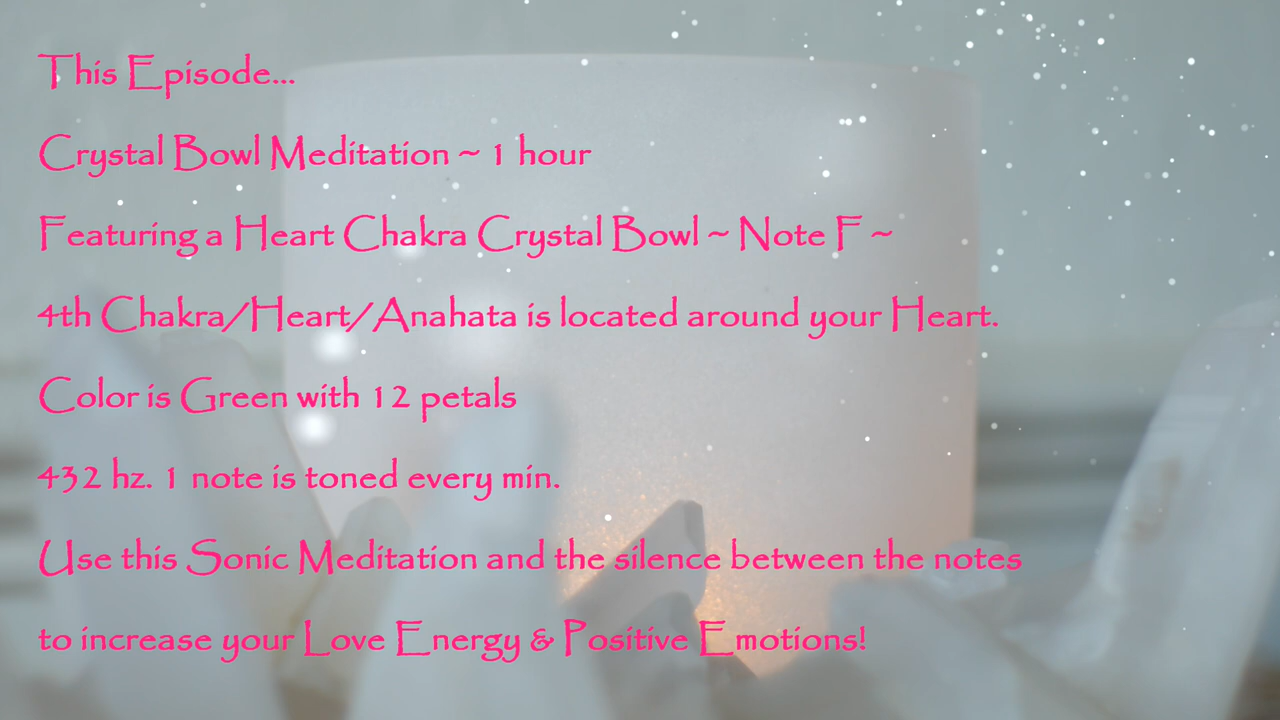 This Episode...
Crystal Bowl Meditation ~ 1 hour
Featuring a Heart Chakra Crystal Bowl ~ Note F ~
4th Chakra/Heart/Anahata is located around your Heart.
Color is Green with 12 petals
432 hz. 1 note is toned every min.
Use this Sonic Meditation and the silence between the notes
to increase your Love Energy & Positive Emotions!